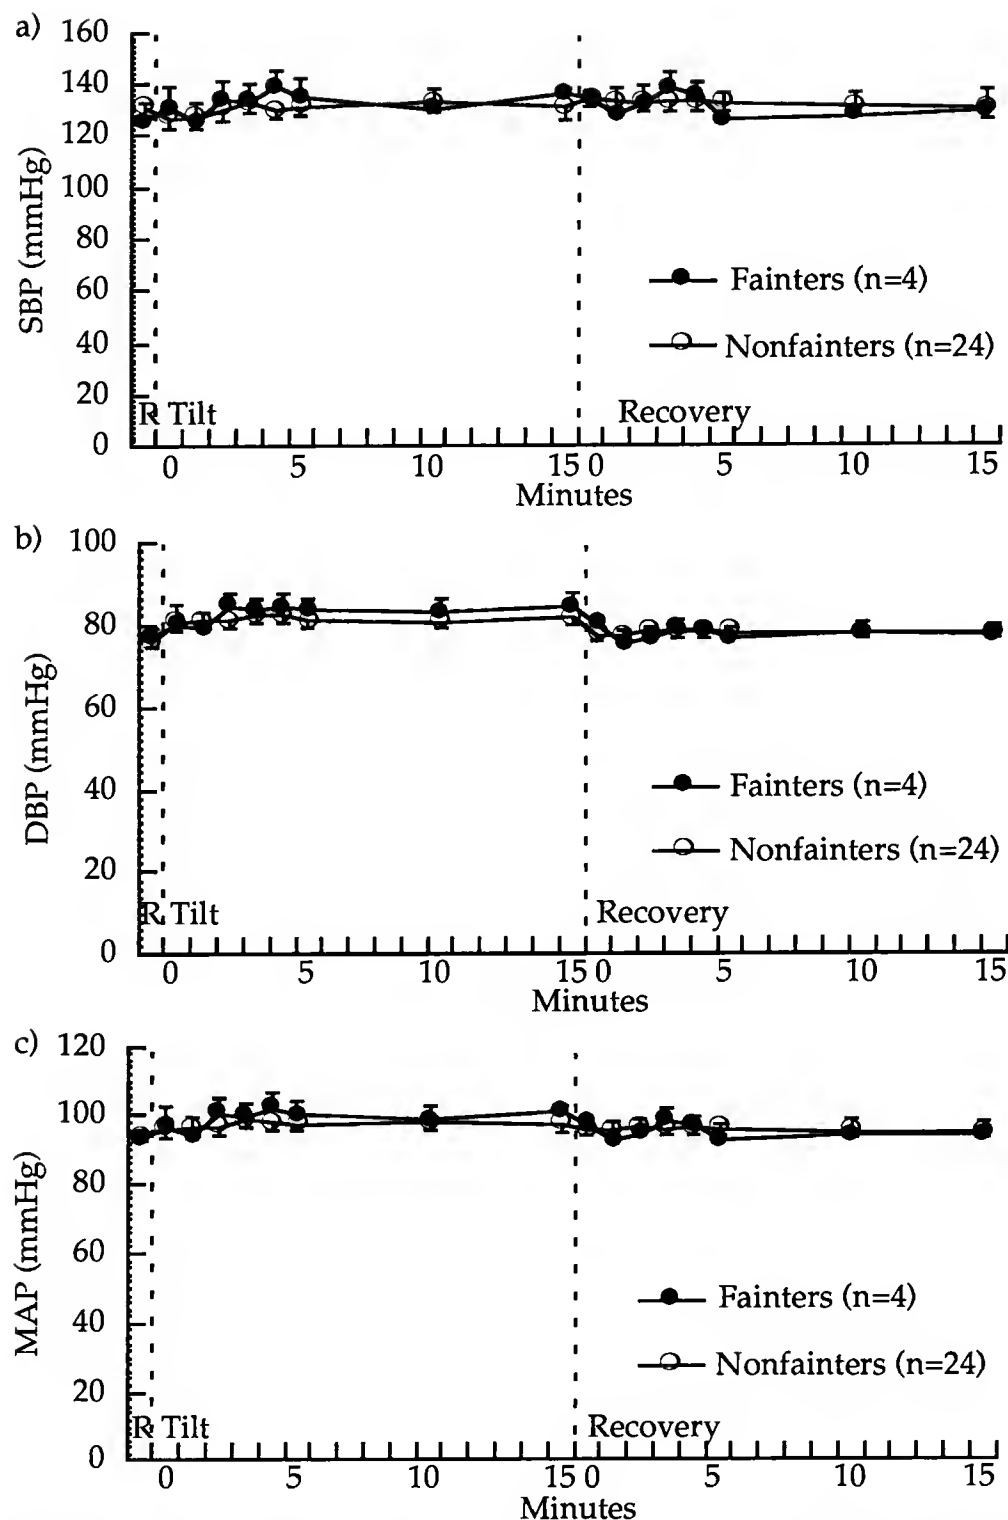 a)
160
140
120
100
80
60
40
20
0
SBP (mmHg)
Fainters (n=4)
Nonfainters (n=24)
R Tilt
Recovery
0 5 10 15 0 5 10 15
Minutes
b)
100
80
60
40
20
0
DBP (mmHg)
Fainters (n=4)
Nonfainters (n=24)
R Tilt
Recovery
0 5 10 15 0 5 10 15
Minutes
c)
120
100
80
60
40
20
0
MAP (mmHg)
Fainters (n=4)
Nonfainters (n=24)
R Tilt
Recovery
0 5 10 15 0 5 10 15
Minutes